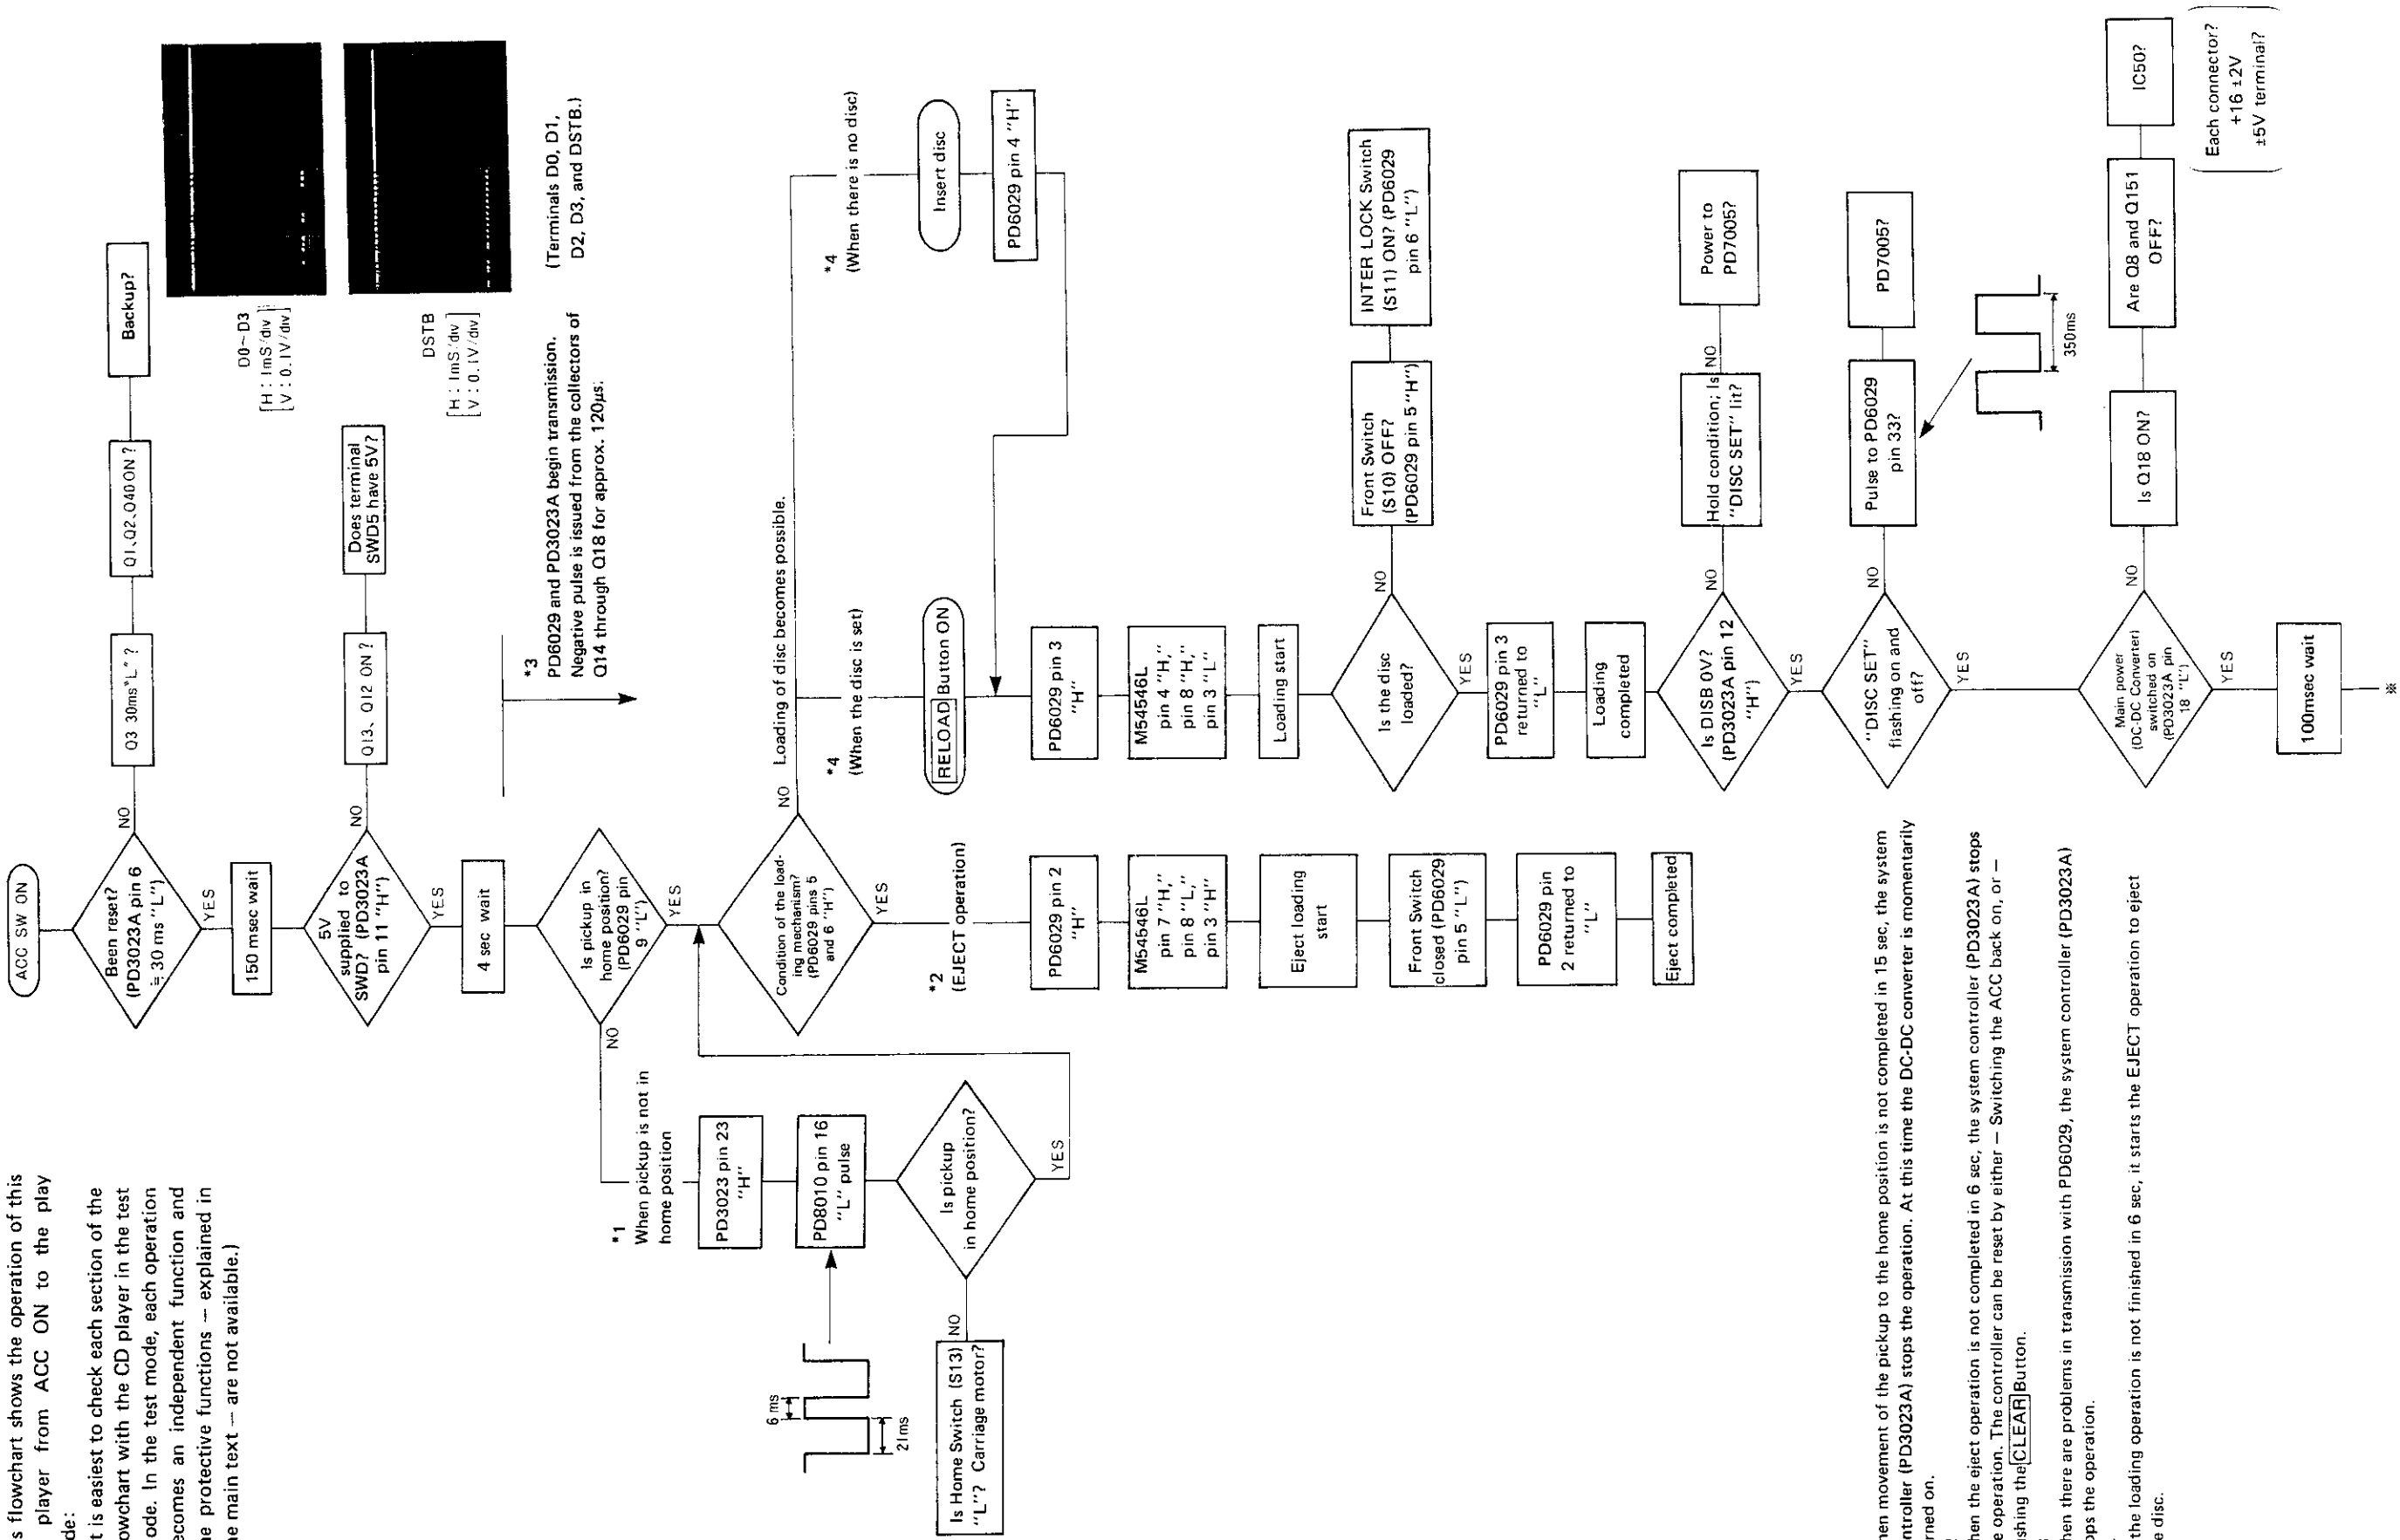 s flowchart shows the operation of this
player from ACC ON to the play
de:
t is easiest to check each section of the
owchart with the CD player in the test
ode. In the test mode, each operation
ecomes an independent function and
e protective functions — explained in
e main text — are not available.)
ACC SW ON
Been reset?
(PD3023A pin 6
≒ 30 ms "L")
NO
YES
Q3 30ms "L" ?
Q1, Q2, Q40 ON ?
Backup?
150 msec wait
5V
supplied to
SWD? (PD3023A
pin 11 "H")
NO
YES
Q13, Q12 ON ?
Does terminal
SWD5 have 5V?
D0~D3
[H : 1mS/div]
[V : 0.1V/div]
DSTB
[H : 1mS/div]
[V : 0.1V/div]
(Terminals D0, D1,
D2, D3, and DSTB.)
4 sec wait
*3
PD6029 and PD3023A begin transmission.
Negative pulse is issued from the collectors of
Q14 through Q18 for approx. 120μs.
Is pickup in
home position?
(PD6029 pin
9 "L")
NO
YES
*1
When pickup is not in
home position
PD3023 pin 23
"H"
PD8010 pin 16
"L" pulse
6 ms
21ms
Is pickup
in home position?
NO
YES
Is Home Switch (S13)
"L"? Carriage motor?
Condition of the load-
ing mechanism?
(PD6029 pins 5
and 6 "H")
NO
YES
Loading of disc becomes possible.
*2
(EJECT operation)
PD6029 pin 2
"H"
M54546L
pin 7 "H,"
pin 8 "L,"
pin 3 "H"
Eject loading
start
Front Switch
closed (PD6029
pin 5 "L")
PD6029 pin
2 returned to
"L"
Eject completed
*4
(When the disc is set)
RELOAD Button ON
*4
(When there is no disc)
Insert disc
PD6029 pin 4 "H"
PD6029 pin 3
"H"
M54546L
pin 4 "H,"
pin 8 "H,"
pin 3 "L"
Loading start
Is the disc
loaded?
NO
YES
Front Switch
(S10) OFF?
(PD6029 pin 5 "H")
INTER LOCK Switch
(S11) ON? (PD6029
pin 6 "L")
PD6029 pin 3
returned to
"L"
Loading
completed
Is DISB 0V?
(PD3023A pin 12
"H")
NO
YES
Hold condition; Is
"DISC SET" lit?
NO
Power to
PD7005?
"DISC SET"
flashing on and
off?
NO
YES
Pulse to PD6029
pin 33?
PD7005?
350ms
Main power
(DC-DC Converter)
switched on
(PD3023A pin
18 "L")
NO
YES
Is Q18 ON?
Are Q8 and Q151
OFF?
IC50?
Each connector?
+16 ±2V
±5V terminal?
100msec wait
※
hen movement of the pickup to the home position is not completed in 15 sec, the system
ntroller (PD3023A) stops the operation. At this time the DC-DC converter is momentarily
rned on.
hen the eject operation is not completed in 6 sec, the system controller (PD3023A) stops
e operation. The controller can be reset by either — Switching the ACC back on, or —
shing the CLEAR Button.
hen there are problems in transmission with PD6029, the system controller (PD3023A)
ops the operation.
the loading operation is not finished in 6 sec, it starts the EJECT operation to eject
e disc.